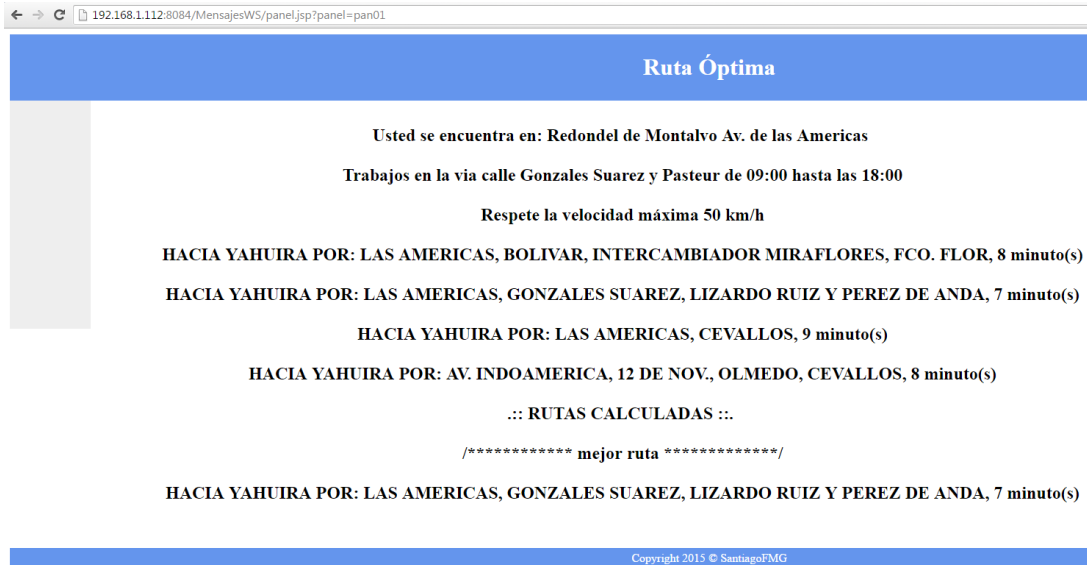 192.168.1.112:8084/MensajesWS/panel.jsp?panel=pan01
Ruta Óptima
Usted se encuentra en: Redondel de Montalvo Av. de las Americas
Trabajos en la via calle Gonzales Suarez y Pasteur de 09:00 hasta las 18:00
Respete la velocidad máxima 50 km/h
HACIA YAHUIRA POR: LAS AMERICAS, BOLIVAR, INTERCAMBIADOR MIRAFLORES, FCO. FLOR, 8 minuto(s)
HACIA YAHUIRA POR: LAS AMERICAS, GONZALES SUAREZ, LIZARDO RUIZ Y PEREZ DE ANDA, 7 minuto(s)
HACIA YAHUIRA POR: LAS AMERICAS, CEVALLOS, 9 minuto(s)
HACIA YAHUIRA POR: AV. INDOAMERICA, 12 DE NOV., OLMEDO, CEVALLOS, 8 minuto(s)
.:: RUTAS CALCULADAS ::.
/************ mejor ruta *************/
HACIA YAHUIRA POR: LAS AMERICAS, GONZALES SUAREZ, LIZARDO RUIZ Y PEREZ DE ANDA, 7 minuto(s)
Copyright 2015 © SantiagoFMG